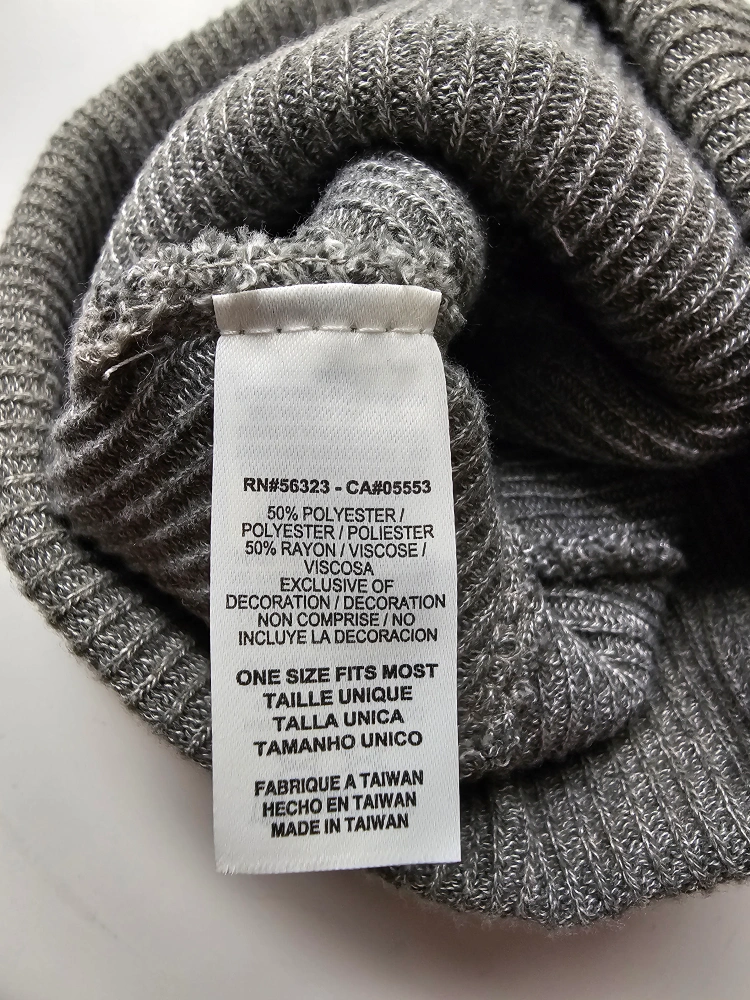 RN#56323 - CA#05553
50% POLYESTER /
POLYESTER / POLIESTER
50% RAYON / VISCOSE /
VISCOSA
EXCLUSIVE OF
DECORATION / DECORATION
NON COMPRISE / NO
INCLUYE LA DECORACION
ONE SIZE FITS MOST
TAILLE UNIQUE
TALLA UNICA
TAMANHO UNICO
FABRIQUE A TAIWAN
HECHO EN TAIWAN
MADE IN TAIWAN